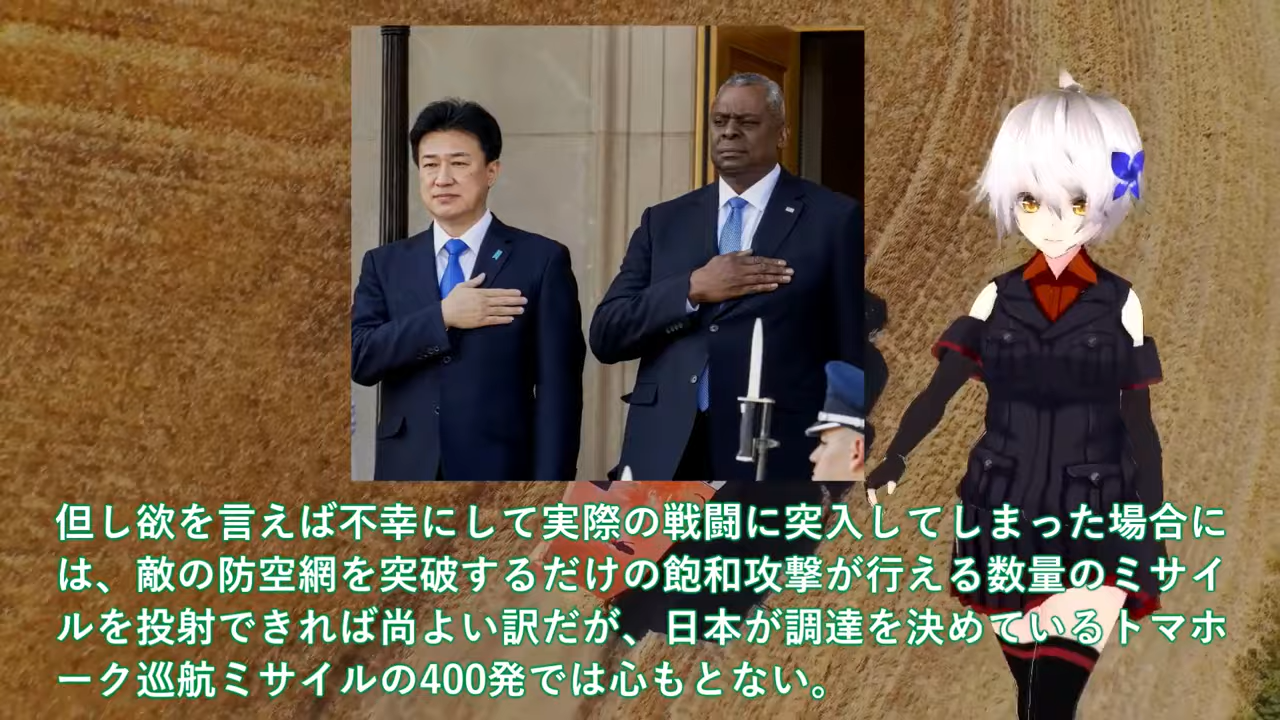 但し欲を言えば不幸にして実際の戦闘に突入してしまった場合に
は、敵の防空網を突破するだけの飽和攻撃が行える数量のミサイ
ルを投射できれば尚よい訳だが、日本が調達を決めているトマホ
ーク巡航ミサイルの400発では心もとない。